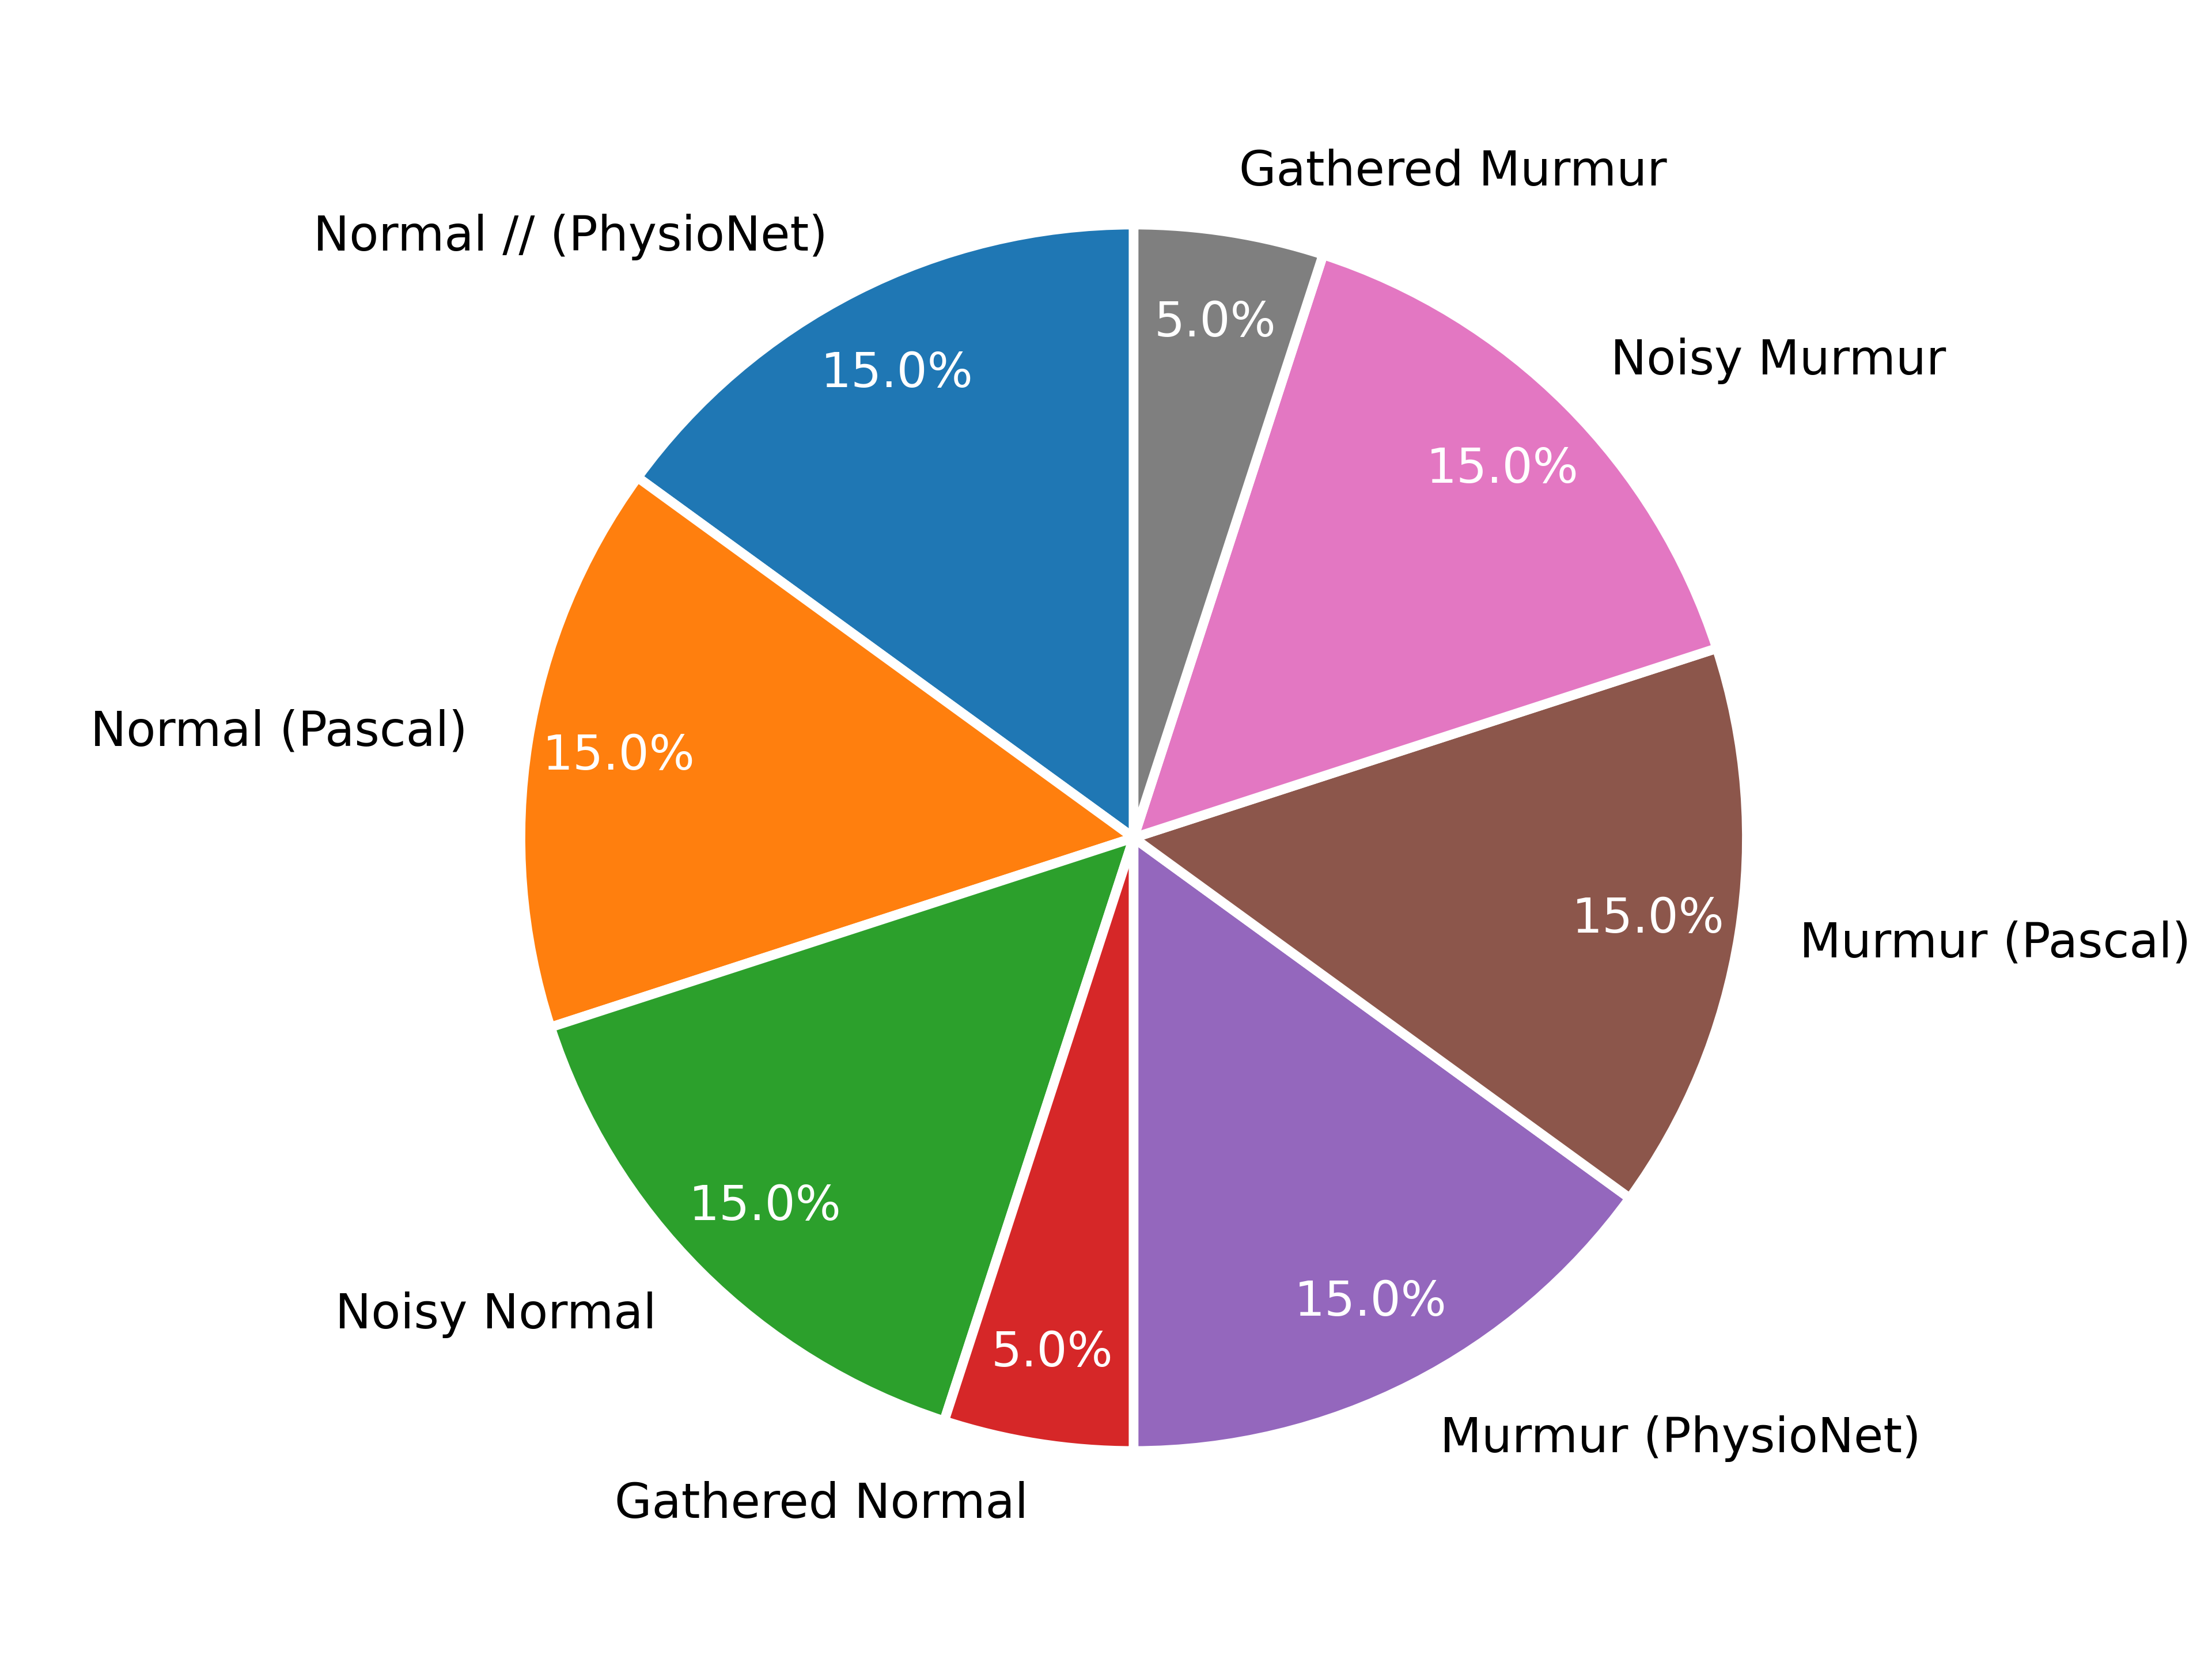 Gathered Murmur
5.0%
Normal // (PhysioNet)
15.0%
Noisy Murmur
15.0%
Normal (Pascal)
15.0%
Murmur (Pascal)
15.0%
Noisy Normal
15.0%
Gathered Normal
5.0%
Murmur (PhysioNet)
15.0%